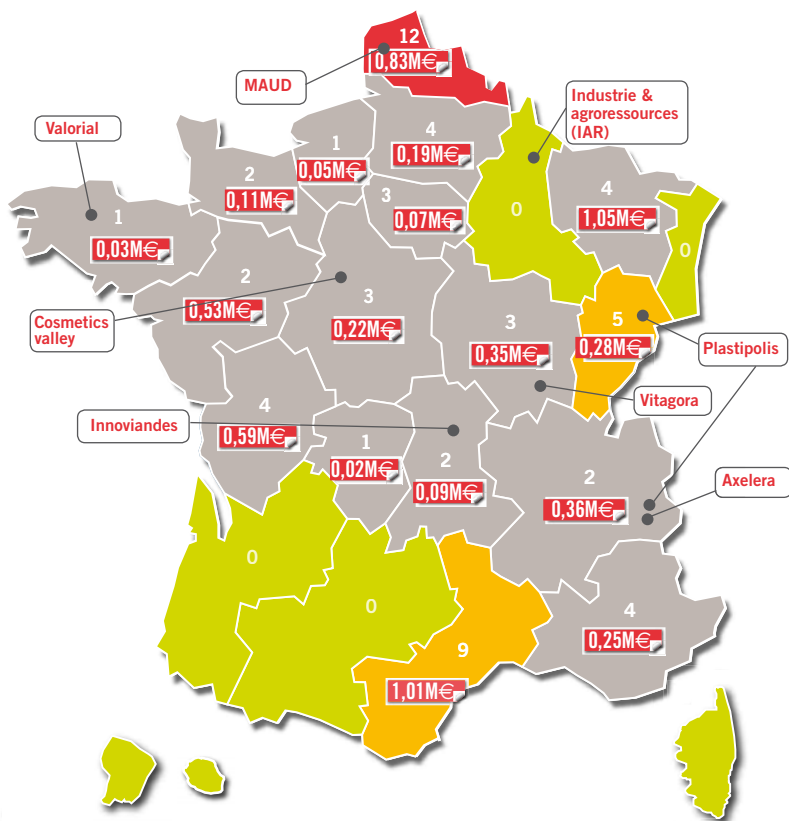 12
0,83M€
MAUD
Industrie &
agroressources
(IAR)
Valorial
1
0,05M€
4
0,19M€
2
0,11M€
3
0,07M€
0
4
1,05M€
0
1
0,03M€
2
0,53M€
Cosmetics
valley
3
0,22M€
3
0,35M€
5
0,28M€
Plastipolis
Vitagora
Innoviandes
4
0,59M€
1
0,02M€
2
0,09M€
2
0,36M€
Axelera
0
0
4
0,25M€
9
1,01M€